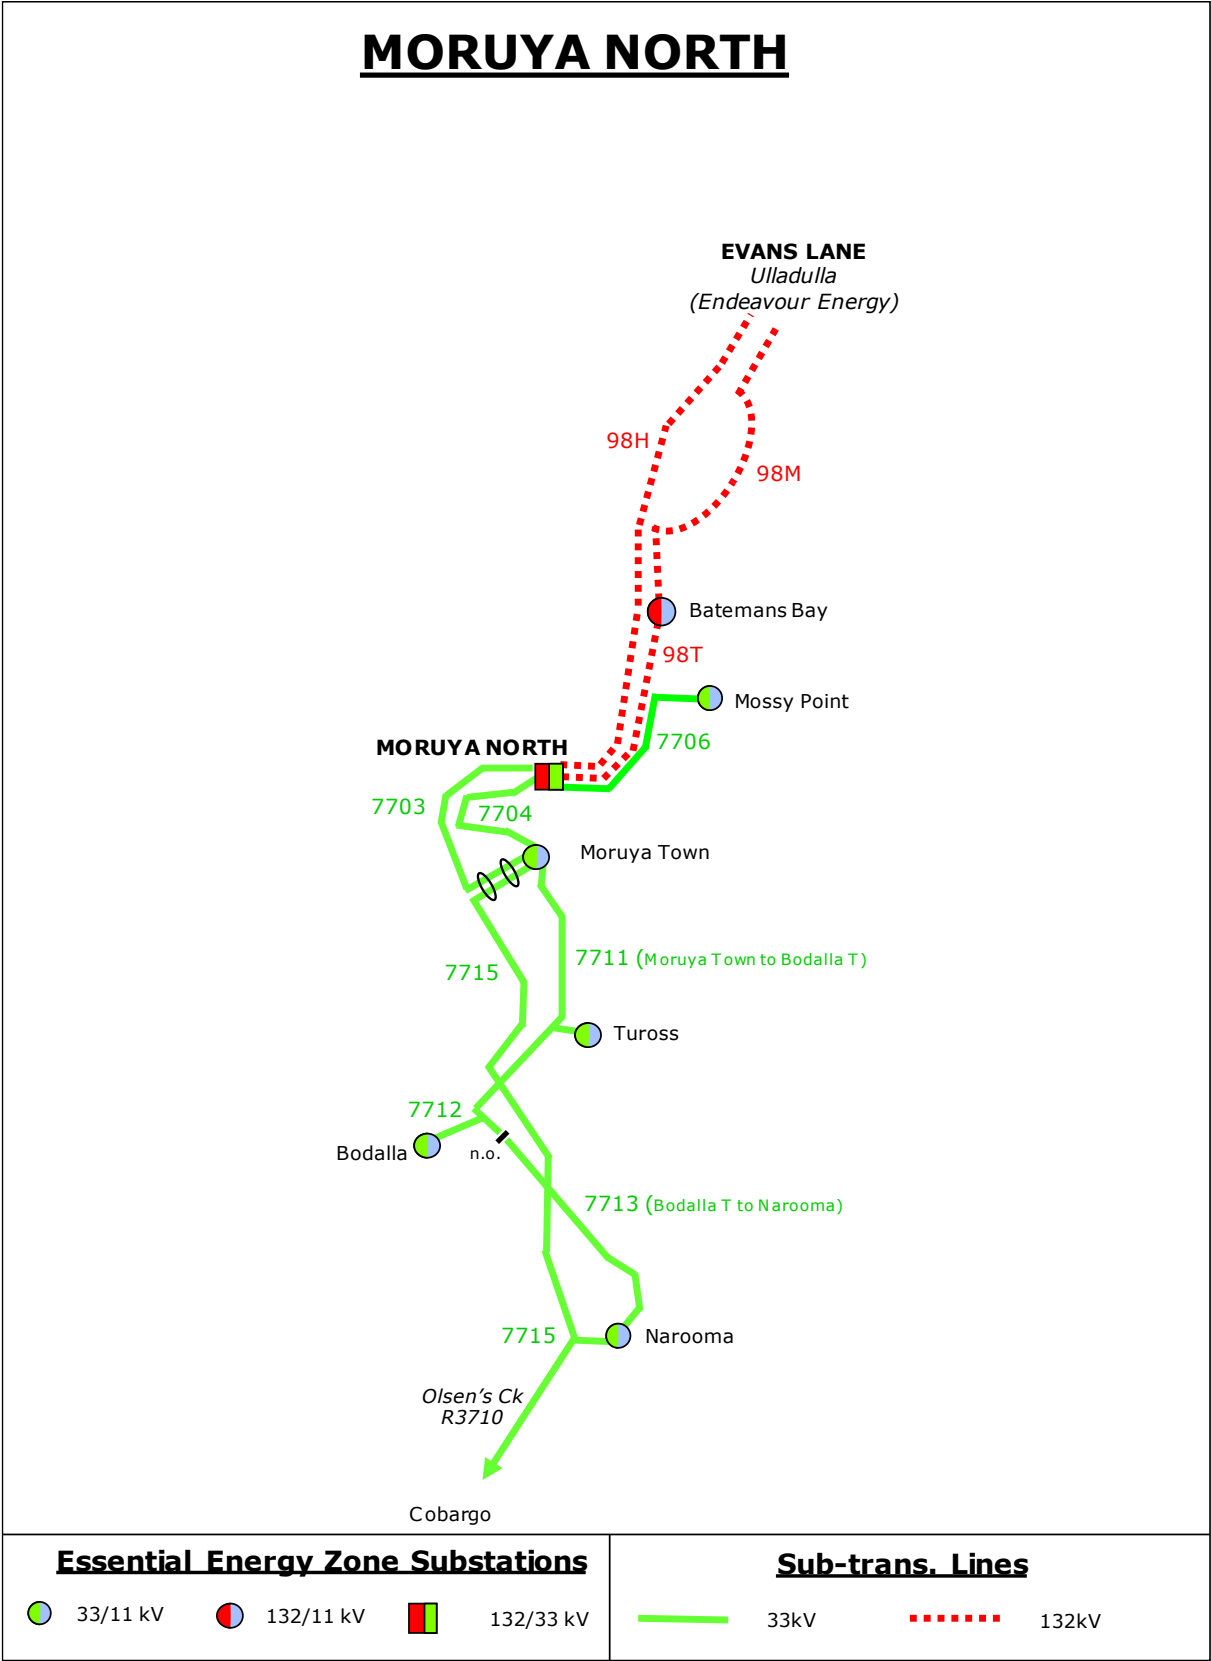 MORUYA NORTH
EVANS LANE
Ulladulla
(Endeavour Energy)
98H
98M
Batemans Bay
98T
Mossy Point
7706
MORUYA NORTH
7703
7704
Moruya Town
7711 (Moruya Town to Bodalla T)
7715
Tuross
7712
Bodalla
n.o.
7713 (Bodalla T to Narooma)
7715
Narooma
Olsen's Ck
R3710
Cobargo
Essential Energy Zone Substations
33/11 kV
132/11 kV
132/33 kV
Sub-trans. Lines
33kV
132kV